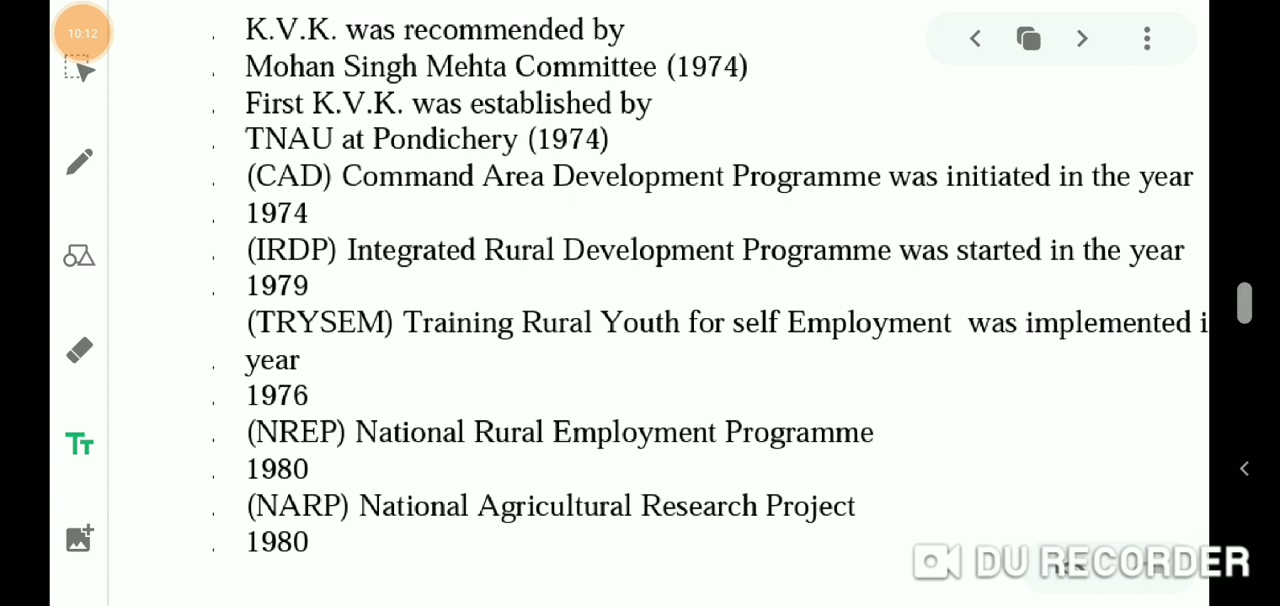 10:12
K.V.K. was recommended by
Mohan Singh Mehta Committee (1974)
First K.V.K. was established by
TNAU at Pondichery (1974)
(CAD) Command Area Development Programme was initiated in the year
1974
(IRDP) Integrated Rural Development Programme was started in the year
1979
(TRYSEM) Training Rural Youth for self Employment was implemented i
year
1976
(NREP) National Rural Employment Programme
1980
(NARP) National Agricultural Research Project
1980
TT
DU RECORDER